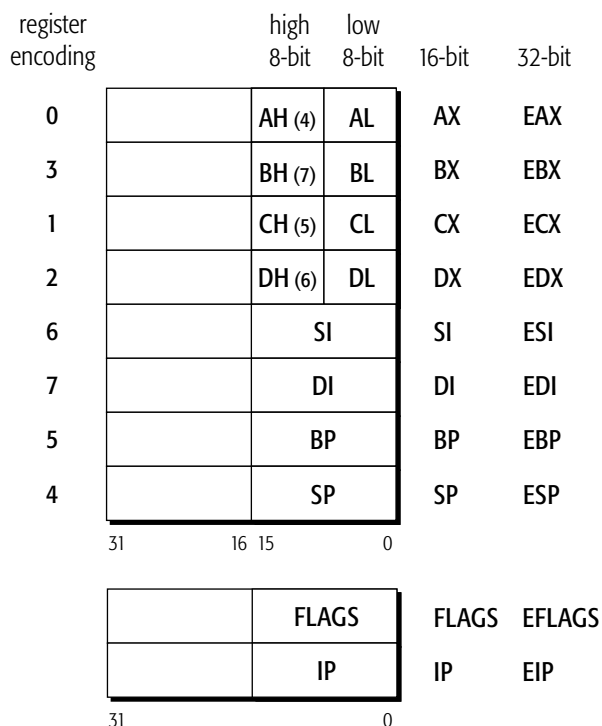 register high low
encoding 8-bit 8-bit 16-bit 32-bit
0 AH (4) AL AX EAX
3 BH (7) BL BX EBX
1 CH (5) CL CX ECX
2 DH (6) DL DX EDX
6 SI SI ESI
7 DI DI EDI
5 BP BP EBP
4 SP SP ESP
31 16 15 0
FLAGS FLAGS EFLAGS
IP IP EIP
31 0